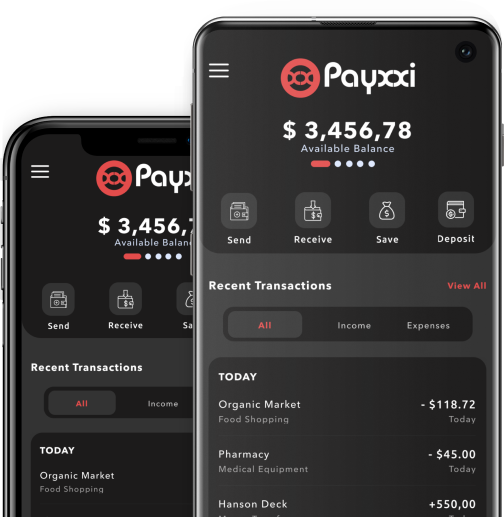 Payxxi
$ 3,456,78
Available Balance
Send Receive Save Deposit
Recent Transactions View All
All Income Expenses
TODAY
Organic Market - $118.72
Food Shopping Today
Pharmacy - $45.00
Medical Equipment Today
Hanson Deck +550,00
Payx
$ 3,456,
Available Balan
Send Receive Sa
Recent Transactions
All Income
TODAY
Organic Market
Food Shopping